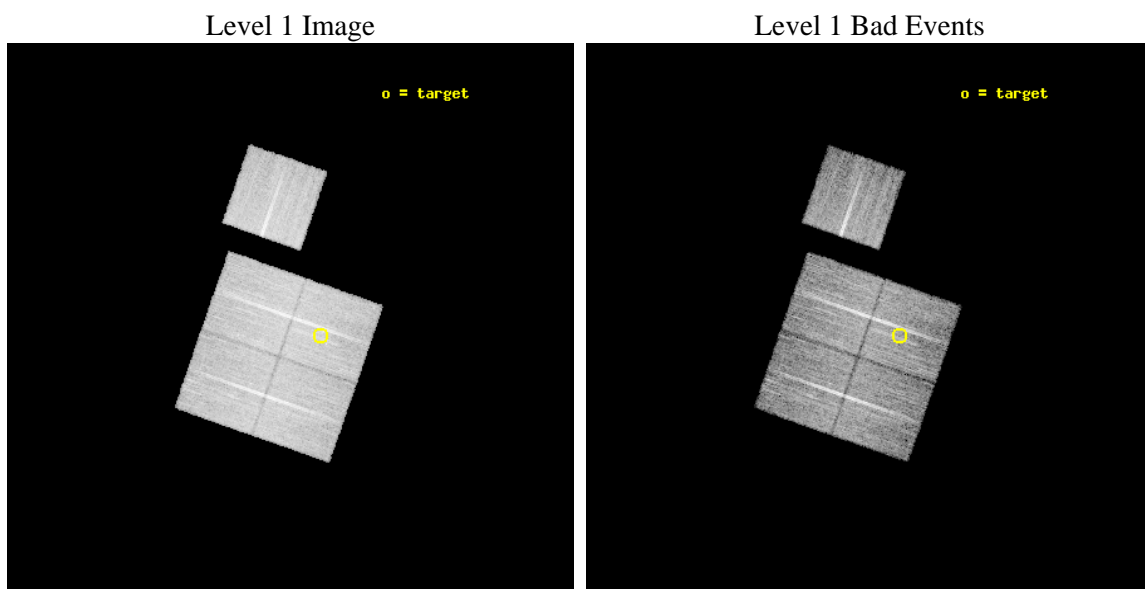 Level 1 Image
Level 1 Bad Events
o = target
o = target